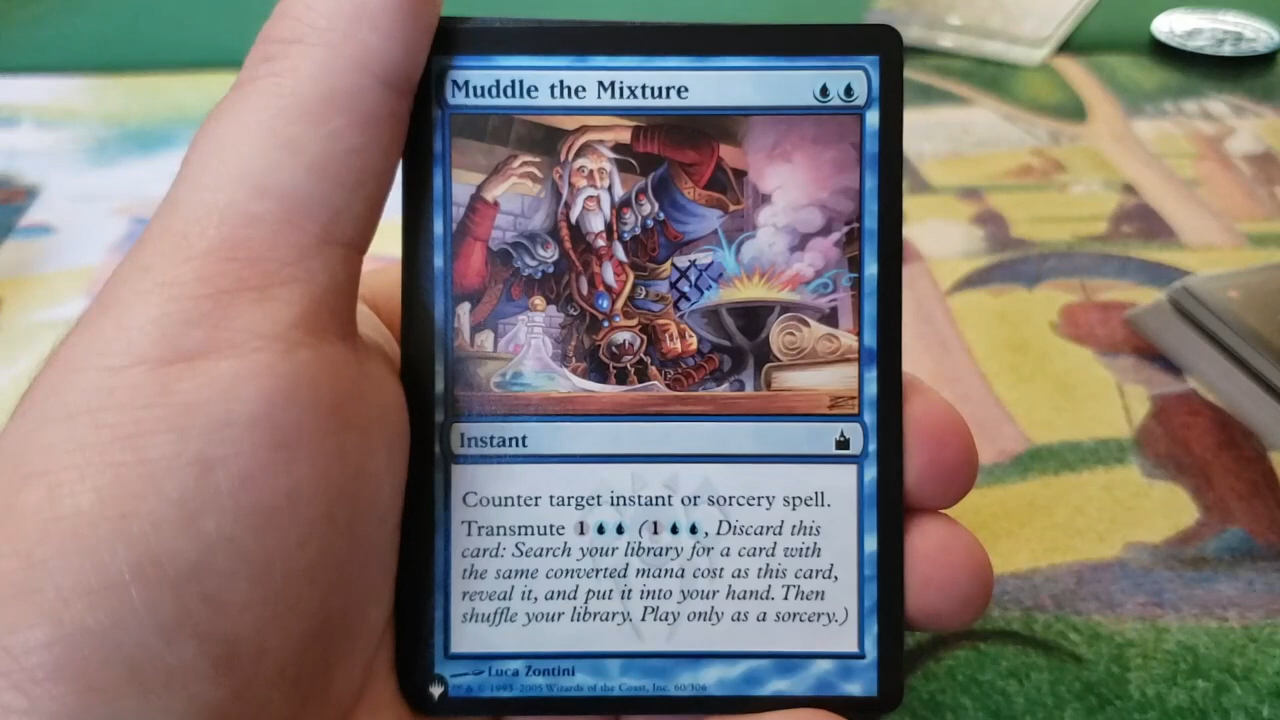 Muddle the Mixture
Instant
Counter target instant or sorcery spell.
Transmute 1 (1 , Discard this
card: Search your library for a card with
the same converted mana cost as this card,
reveal it, and put it into your hand. Then
shuffle your library. Play only as a sorcery.)
Luca Zontini
© 1993-2005 Wizards of the Coast, Inc. 60/306